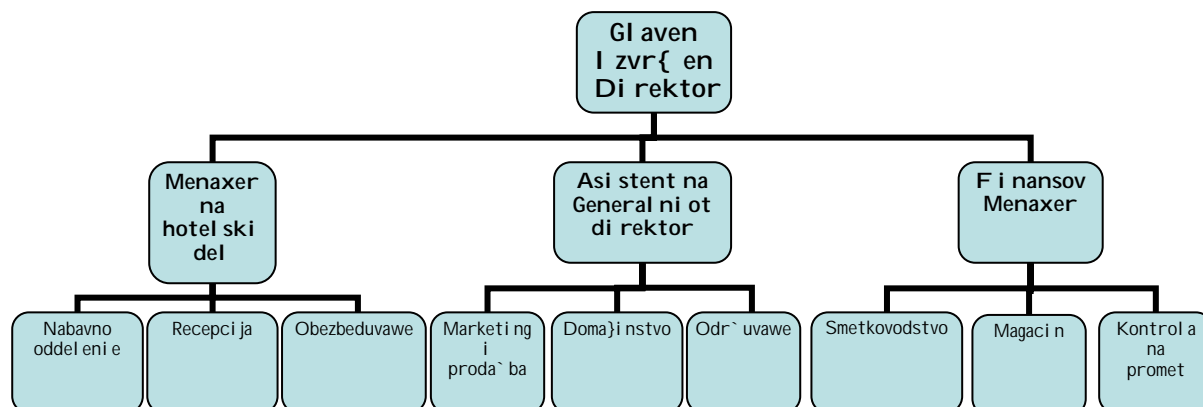 Glaven
Izvr{en
Direktor
Menaxer
na
hotelski
del
Asistent na
Generalniot
direktor
Finansov
Menaxer
Nabavno
oddelenie
Recepcija
Obezbeduvawe
Marketing
i
proda`ba
Doma}instvo
Odr`uvawe
Smetkovodstvo
Magacin
Kontrola
na
promet